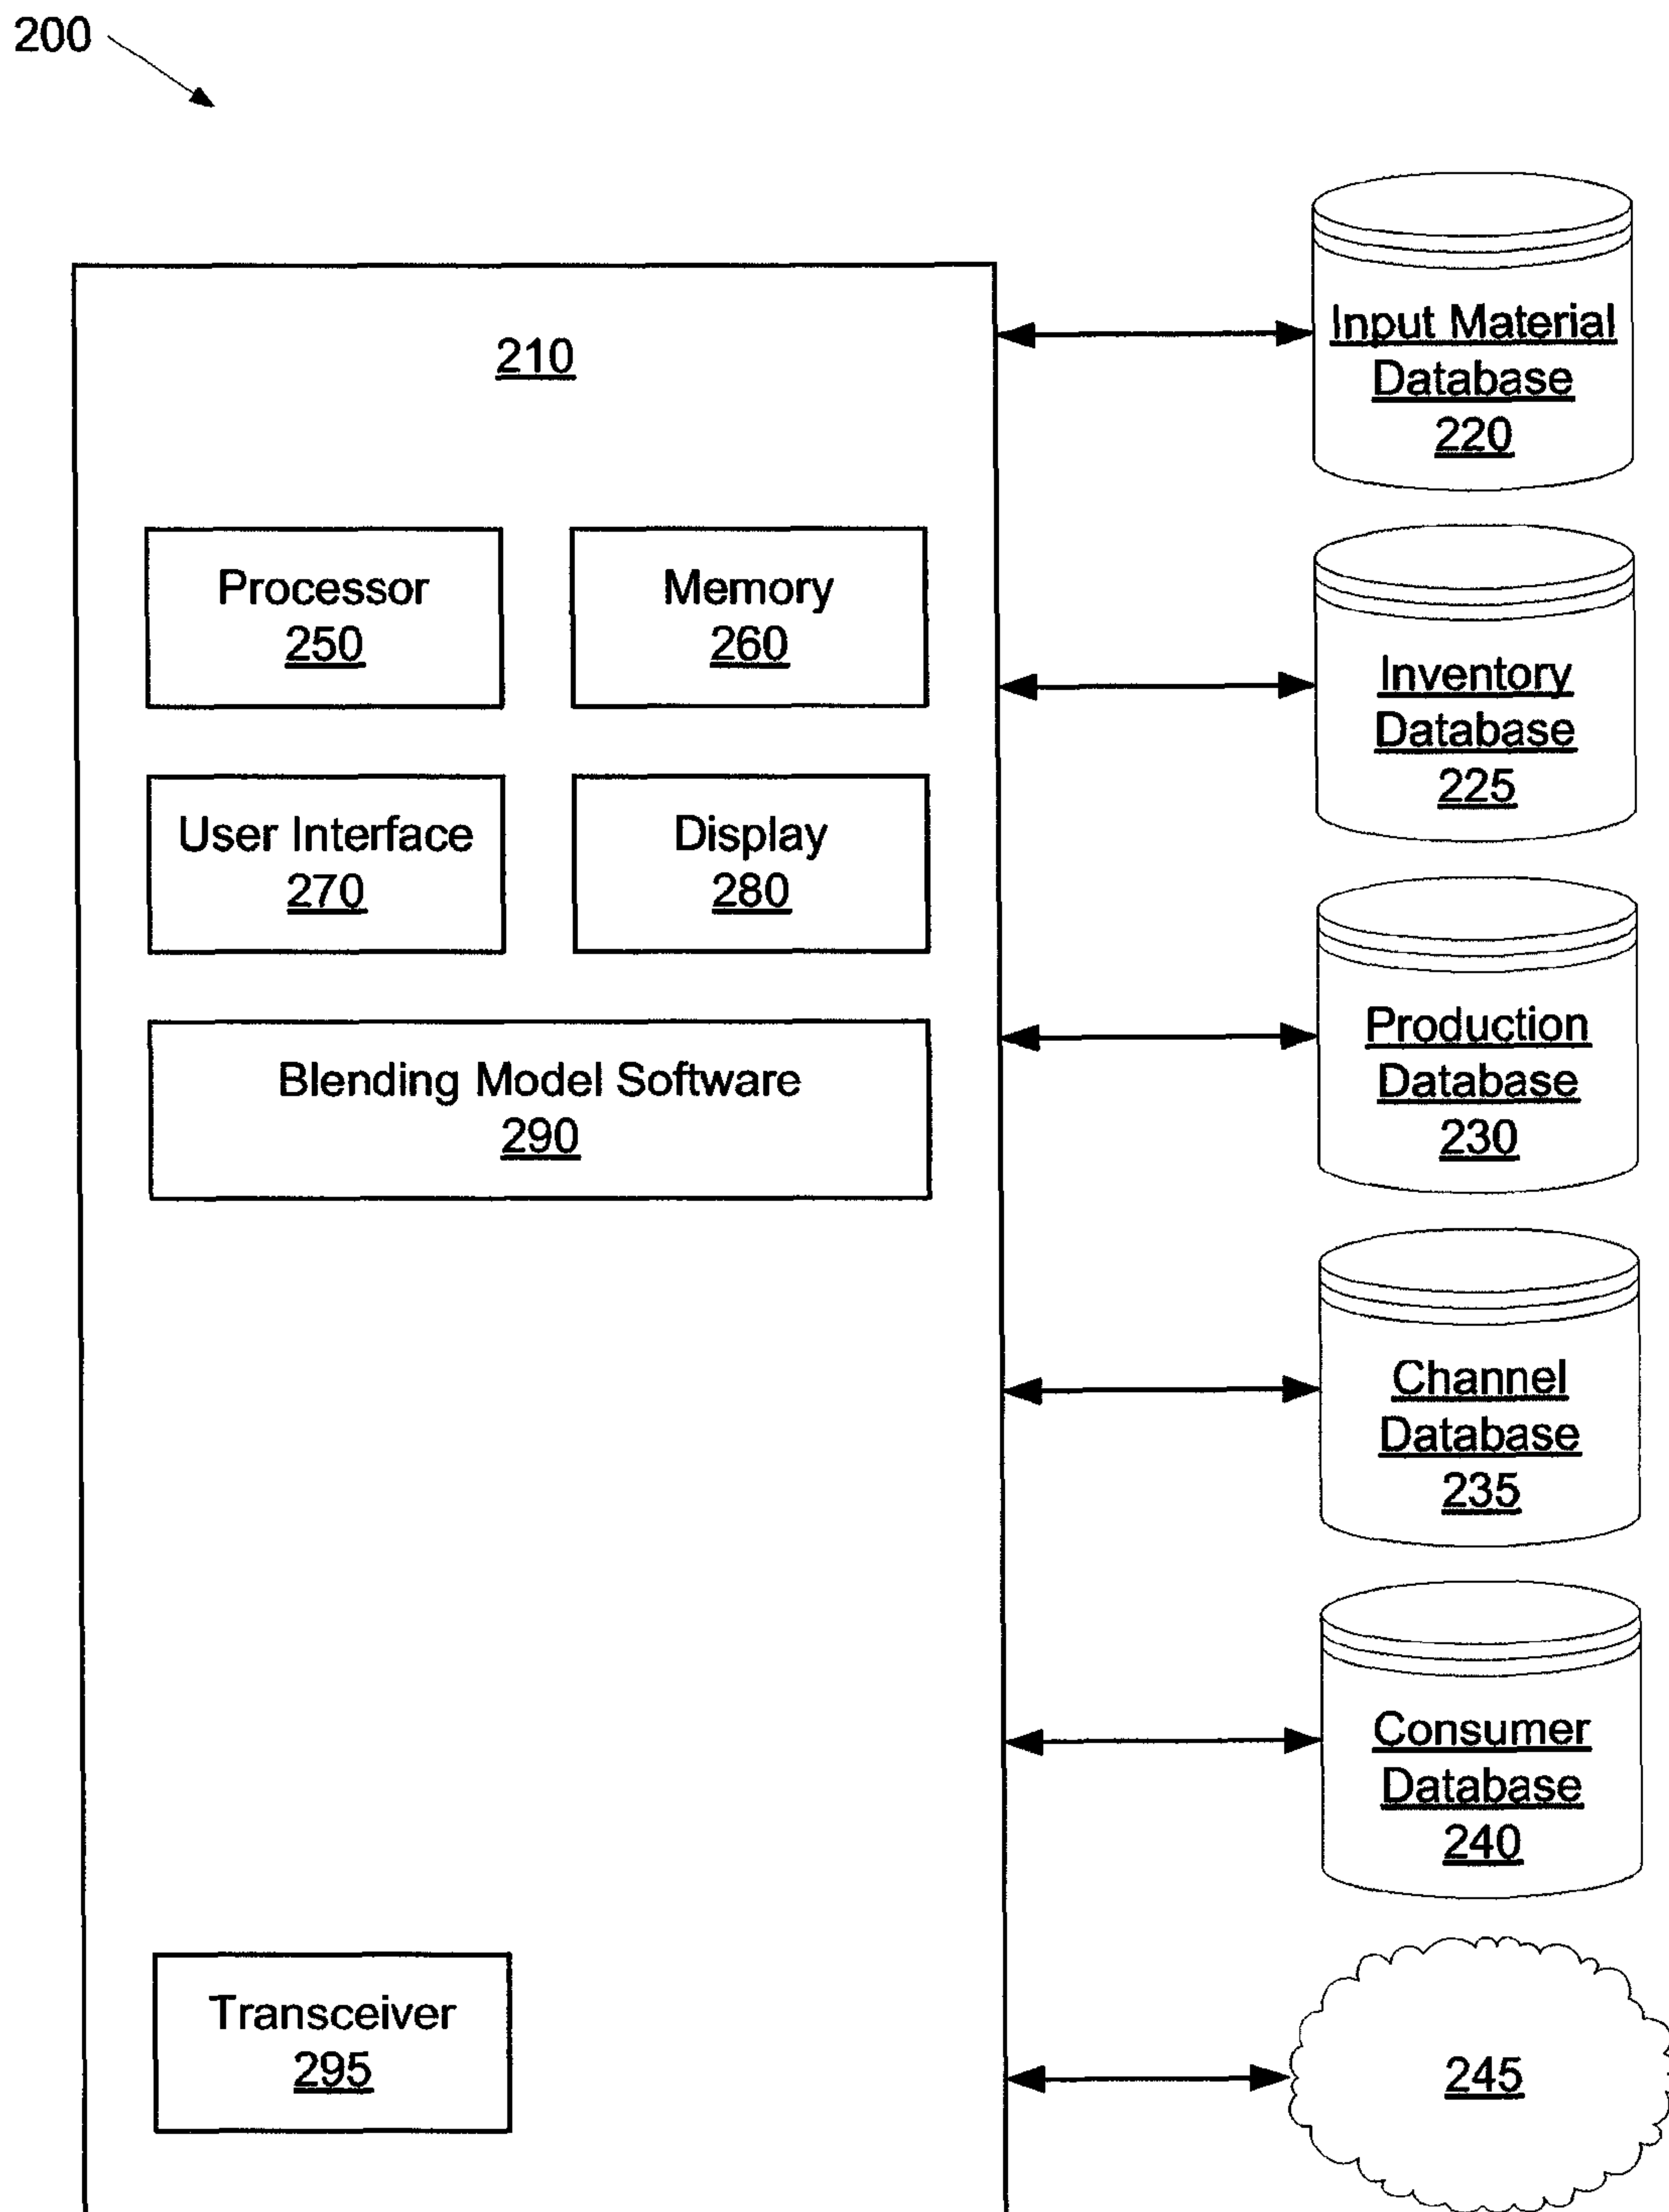 200
210
Processor
250
Memory
260
User Interface
270
Display
280
Blending Model Software
290
Transceiver
295
Input Material
Database
220
Inventory
Database
225
Production
Database
230
Channel
Database
235
Consumer
Database
240
245